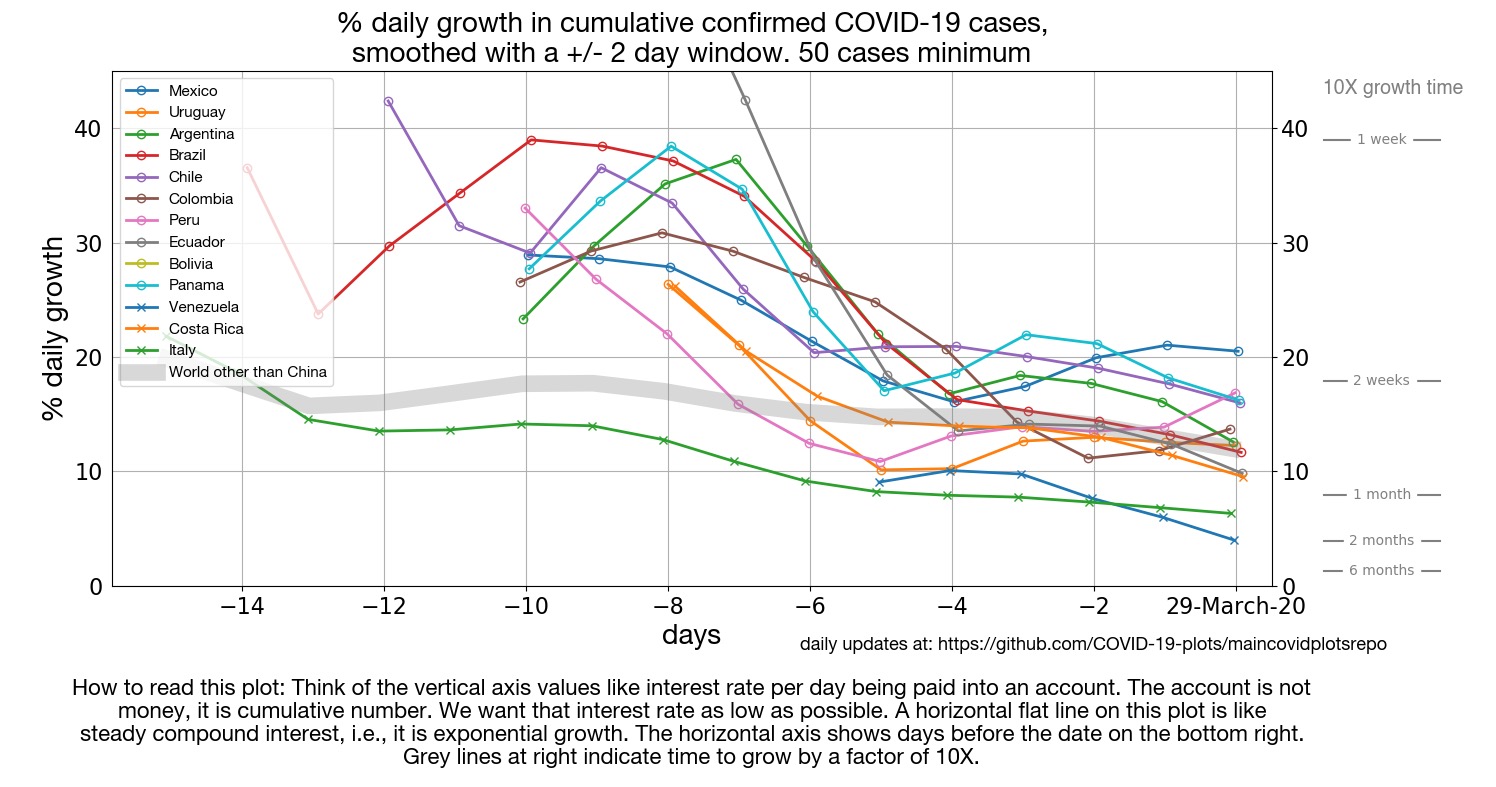 % daily growth in cumulative confirmed COVID-19 cases,
smoothed with a +/- 2 day window. 50 cases minimum
10X growth time
Mexico
Uruguay
Argentina
Brazil
Chile
Colombia
Peru
Ecuador
Bolivia
Panama
Venezuela
Costa Rica
Italy
World other than China
% daily growth
40
30
20
10
0
40
30
20
10
0
1 week
2 weeks
1 month
2 months
6 months
−14
−12
−10
−8
−6
−4
−2
29-March-20
days
daily updates at: https://github.com/COVID-19-plots/maincovidplotsrepo
How to read this plot: Think of the vertical axis values like interest rate per day being paid into an account. The account is not
money, it is cumulative number. We want that interest rate as low as possible. A horizontal flat line on this plot is like
steady compound interest, i.e., it is exponential growth. The horizontal axis shows days before the date on the bottom right.
Grey lines at right indicate time to grow by a factor of 10X.